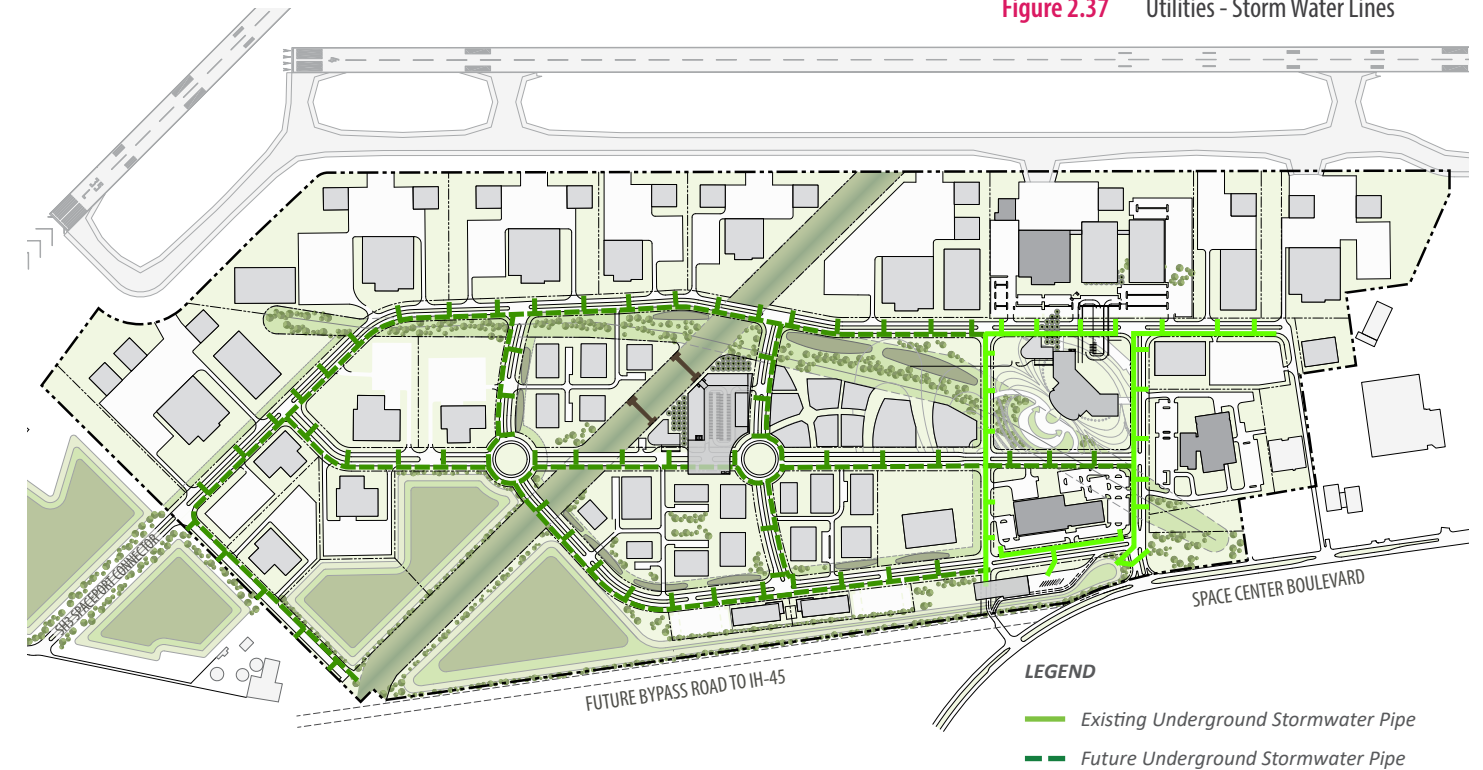 Figure 2.37 Utilities - Storm Water Lines
SH3 SPACEPORT CONNECTOR
SPACE CENTER BOULEVARD
FUTURE BYPASS ROAD TO IH-45
LEGEND
Existing Underground Stormwater Pipe
Future Underground Stormwater Pipe